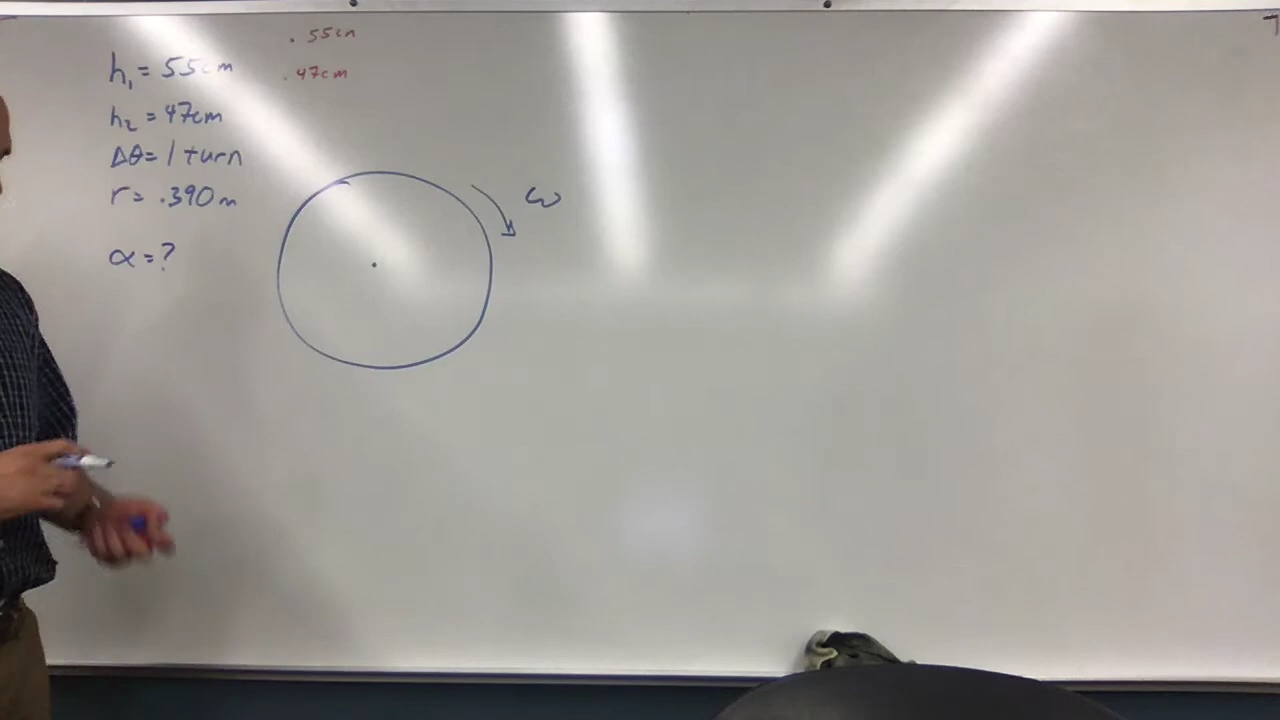 h₁ = 55cm
. 55cm
. 47cm
h₂ = 47cm
Δθ = 1 turn
r = .390m
ω
α = ?